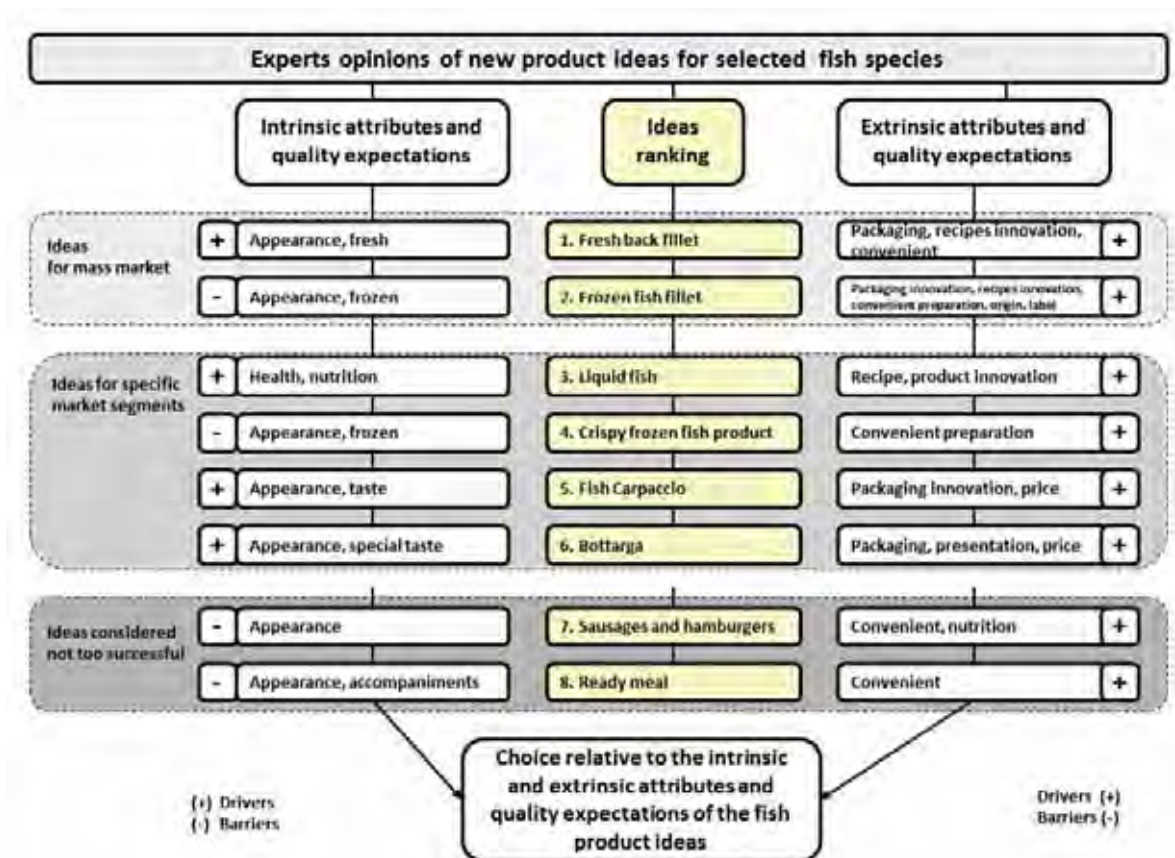 Experts opinions of new product ideas for selected fish species
Intrinsic attributes and
quality expectations
Ideas
ranking
Extrinsic attributes and
quality expectations
Ideas
for mass market
+
Appearance, fresh
1. Fresh back fillet
Packaging, recipes innovation,
convenient
+
-
Appearance, frozen
2. Frozen fish fillet
Packaging innovation, recipes innovation,
convenient preparation, origin, label
+
Ideas for specific
market segments
+
Health, nutrition
3. Liquid fish
Recipe, product innovation
+
-
Appearance, frozen
4. Crispy frozen fish product
Convenient preparation
+
+
Appearance, taste
5. Fish Carpaccio
Packaging innovation, price
+
+
Appearance, special taste
6. Bottarga
Packaging, presentation, price
+
Ideas considered
not too successful
-
Appearance
7. Sausages and hamburgers
Convenient, nutrition
+
-
Appearance, accompaniments
8. Ready meal
Convenient
+
Choice relative to the intrinsic
and extrinsic attributes and
quality expectations of the fish
product ideas
(+) Drivers
(-) Barriers
Drivers (+)
Barriers (-)